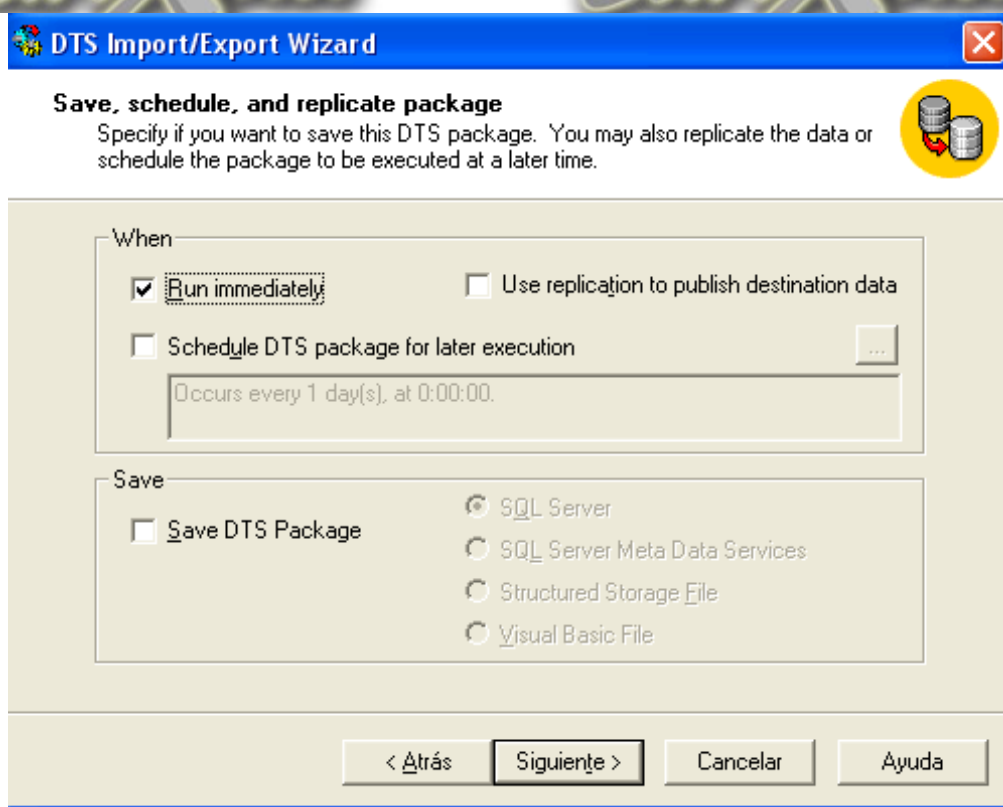 DTS Import/Export Wizard
Save, schedule, and replicate package
Specify if you want to save this DTS package. You may also replicate the data or
schedule the package to be executed at a later time.
When
Run immediately
Use replication to publish destination data
Schedule DTS package for later execution
...
Occurs every 1 day(s), at 0:00:00.
Save
Save DTS Package
SQL Server
SQL Server Meta Data Services
Structured Storage File
Visual Basic File
< Atrás
Siguiente >
Cancelar
Ayuda